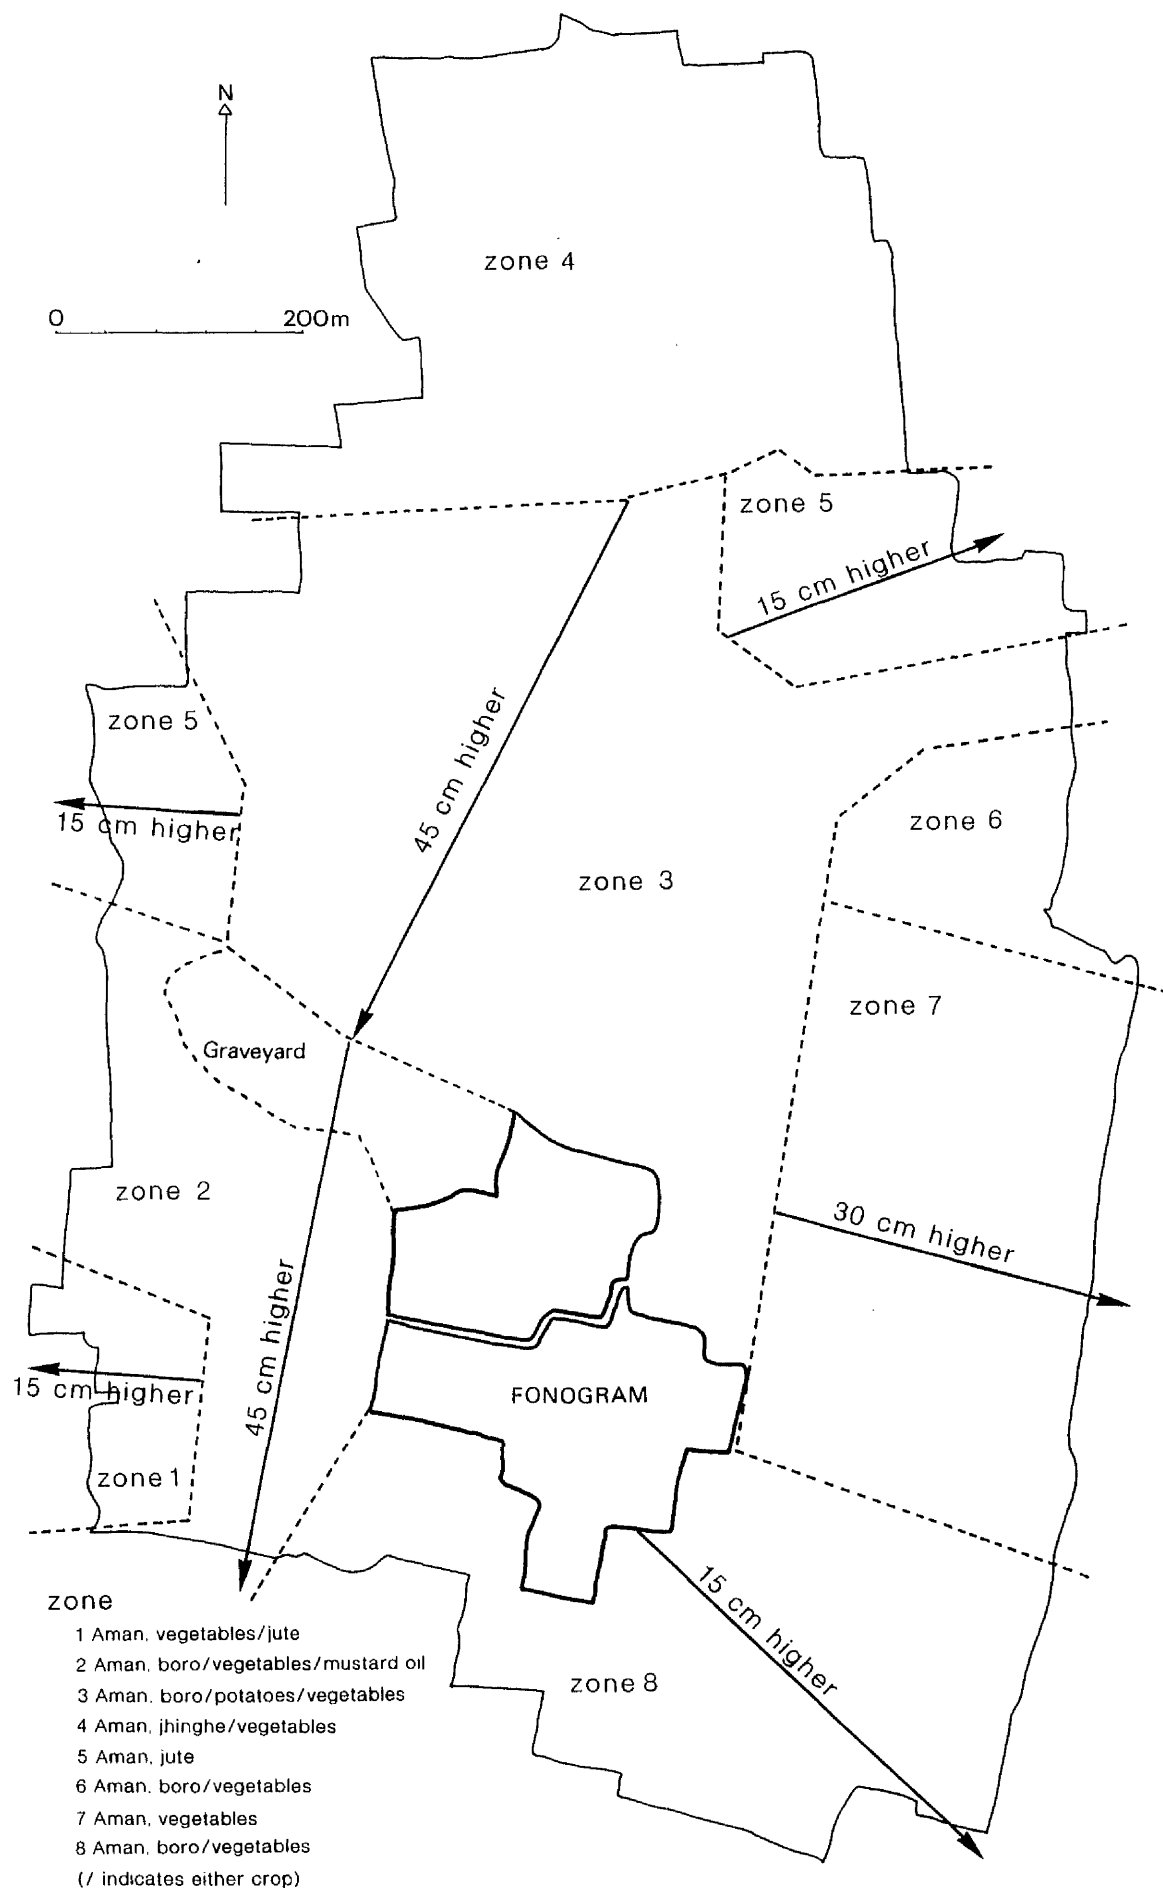 N
zone 4
0 200m
zone 5
15 cm higher
zone 5
45 cm higher
15 cm higher
zone 6
zone 3
zone 7
Graveyard
zone 2
30 cm higher
45 cm higher
15 cm higher
FONOGRAM
zone 1
15 cm higher
zone 8
zone
1 Aman, vegetables/jute
2 Aman, boro/vegetables/mustard oil
3 Aman, boro/potatoes/vegetables
4 Aman, jhinghe/vegetables
5 Aman, jute
6 Aman, boro/vegetables
7 Aman, vegetables
8 Aman, boro/vegetables
(/ indicates either crop)